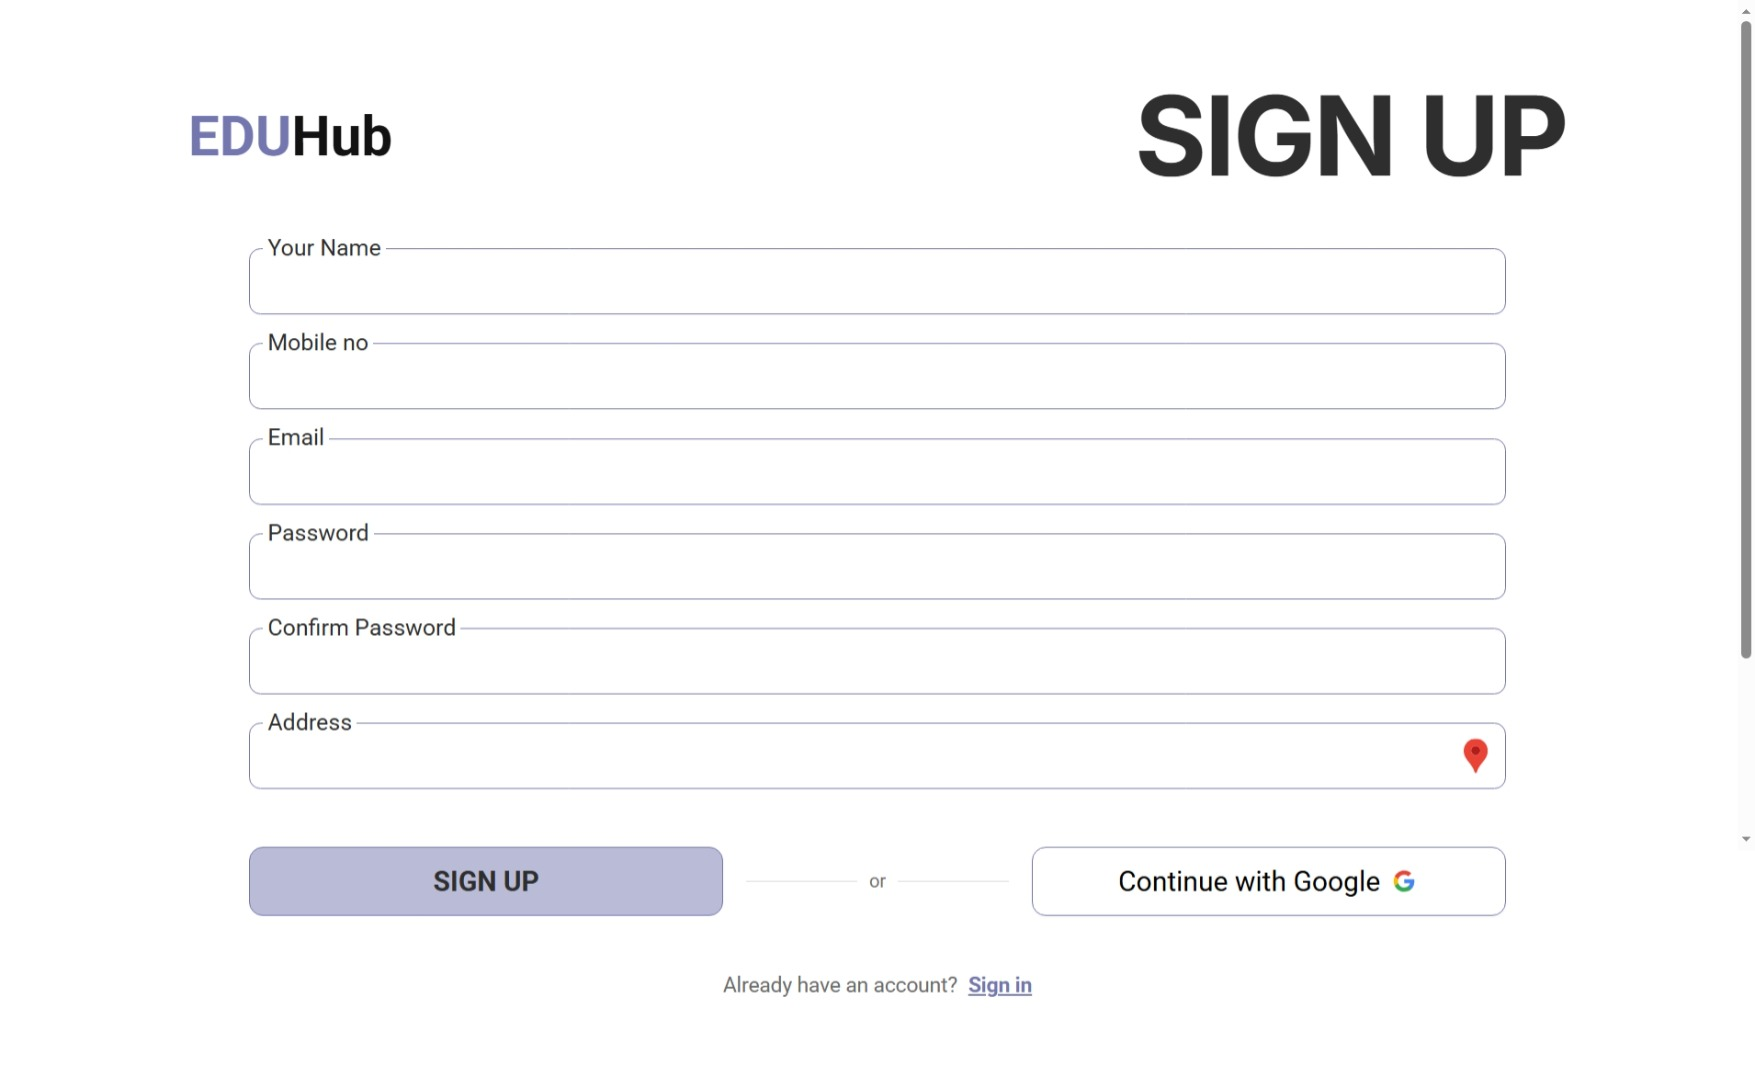 EDUHub
SIGN UP
Your Name
Mobile no
Email
Password
Confirm Password
Address
SIGN UP
or
Continue with Google
Already have an account? Sign in